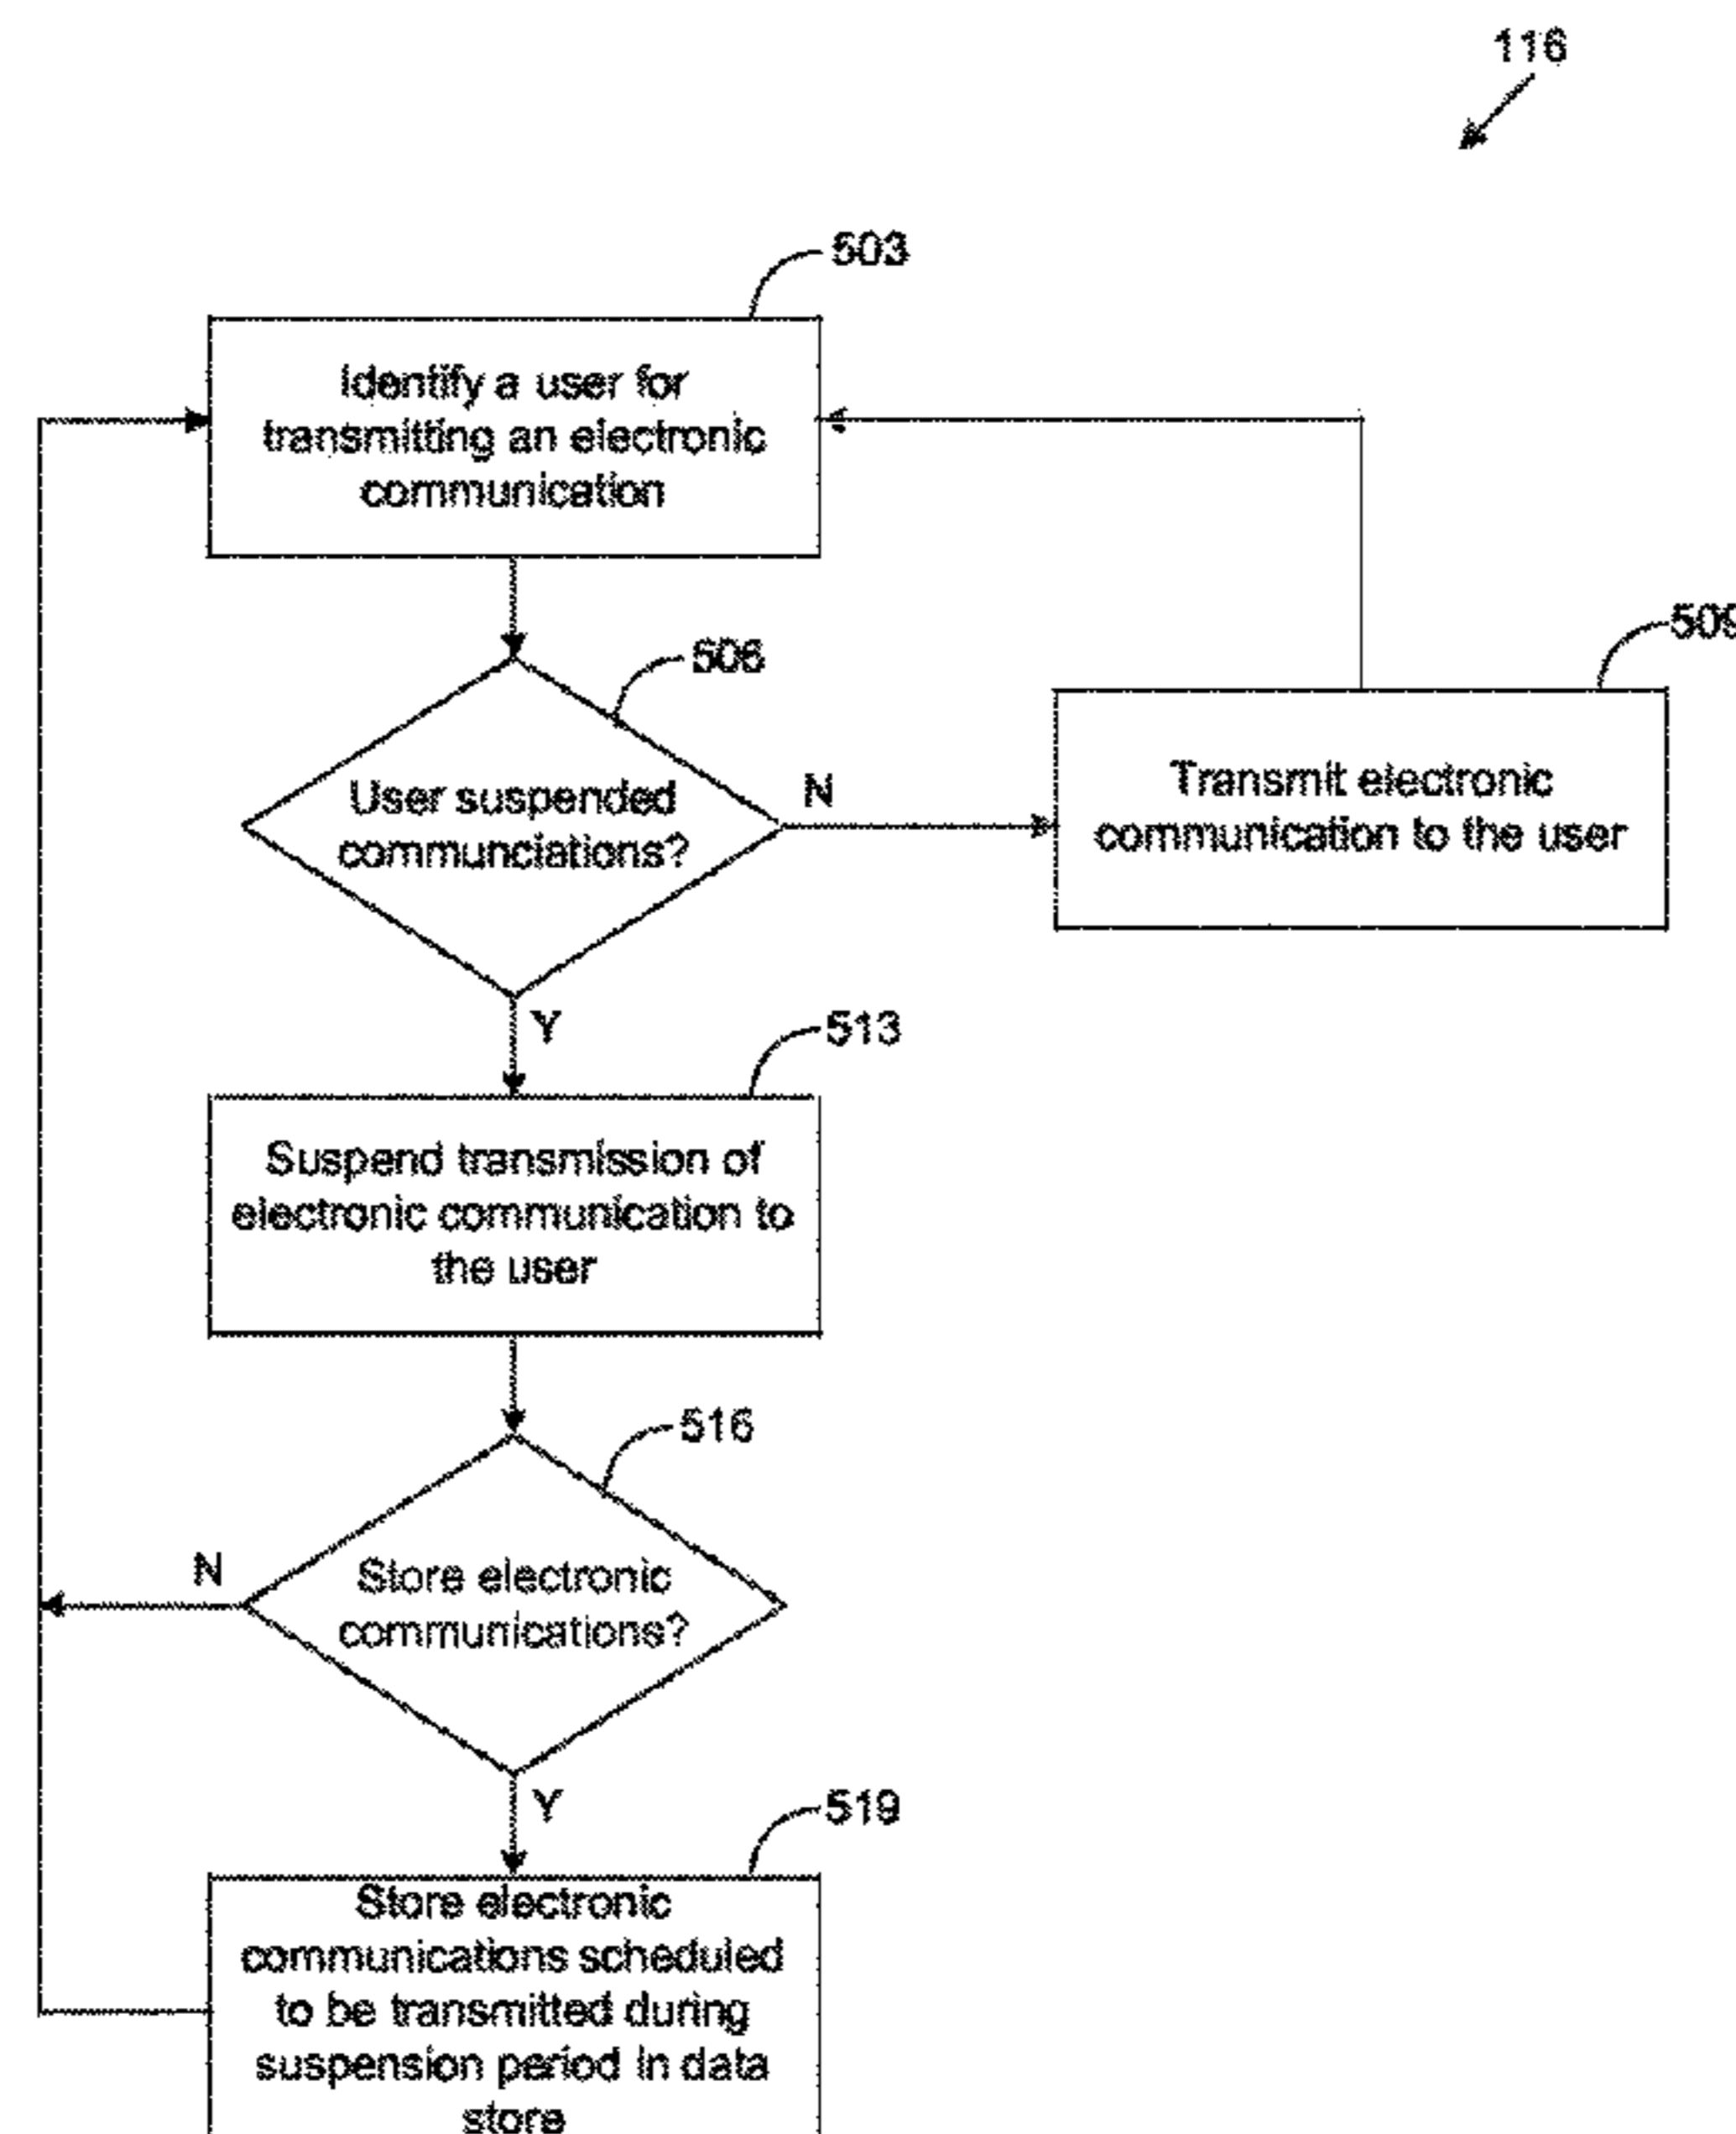 116
503
Identify a user for
transmitting an electronic
communication
506
User suspended
communciations?
N
509
Transmit electronic
communication to the user
Y
513
Suspend transmission of
electronic communication to
the user
516
Store electronic
communications?
N
Y
519
Store electronic
communications scheduled
to be transmitted during
suspension period in data
store